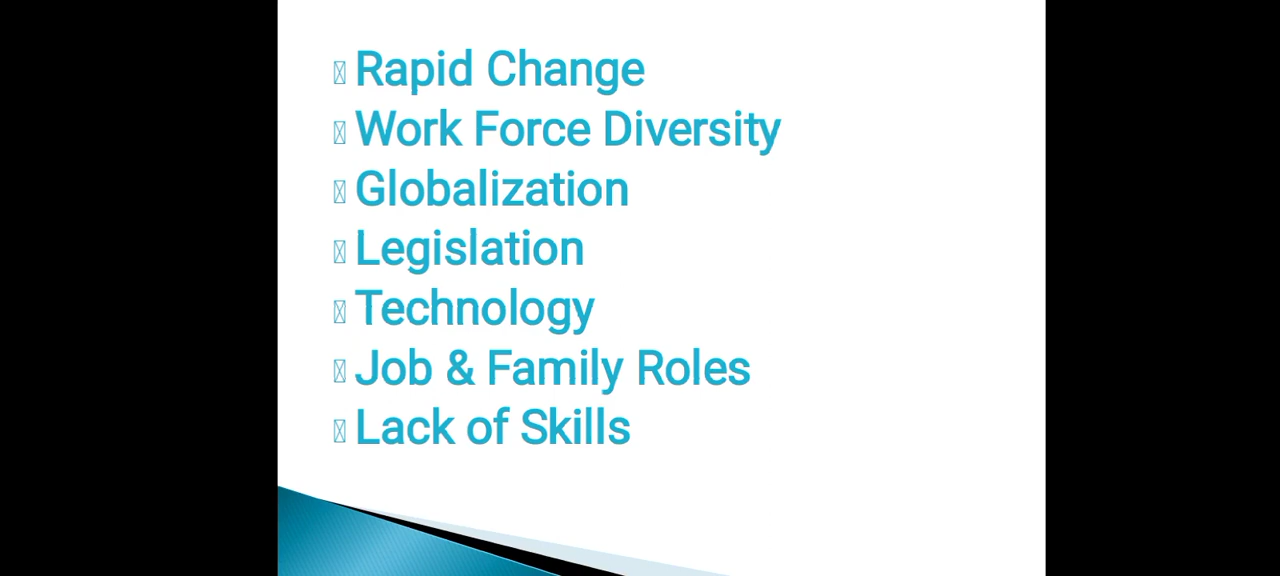 Rapid Change
Work Force Diversity
Globalization
Legislation
Technology
Job & Family Roles
Lack of Skills